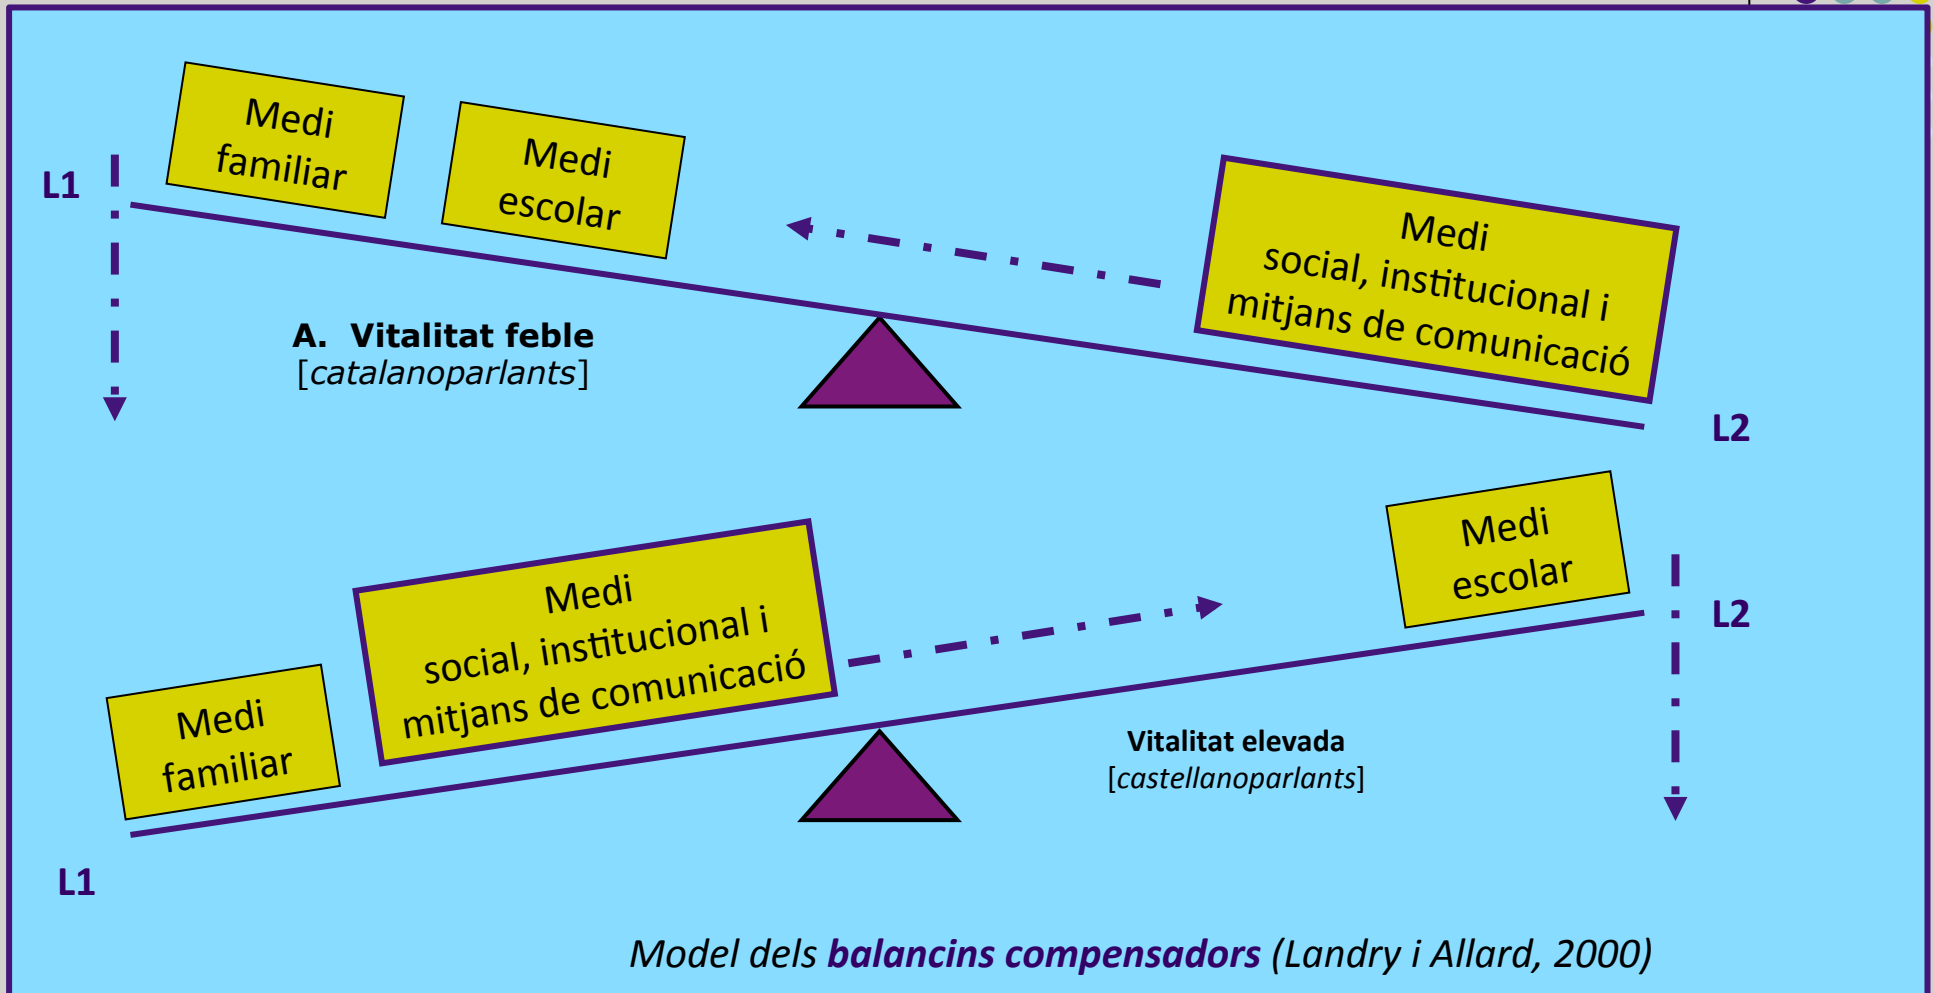 Medi
familiar
Medi
escolar
L1
Medi
social, institucional i
mitjans de comunicació
A. Vitalitat feble
[catalanoparlants]
L2
Medi
escolar
Medi
social, institucional i
mitjans de comunicació
L2
Medi
familiar
Vitalitat elevada
[castellanoparlants]
L1
Model dels balancins compensadors (Landry i Allard, 2000)